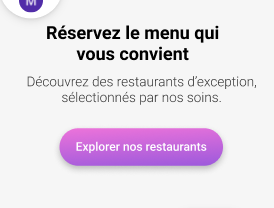 M
Réservez le menu qui
vous convient
Découvrez des restaurants d’exception,
sélectionnés par nos soins.
Explorer nos restaurants